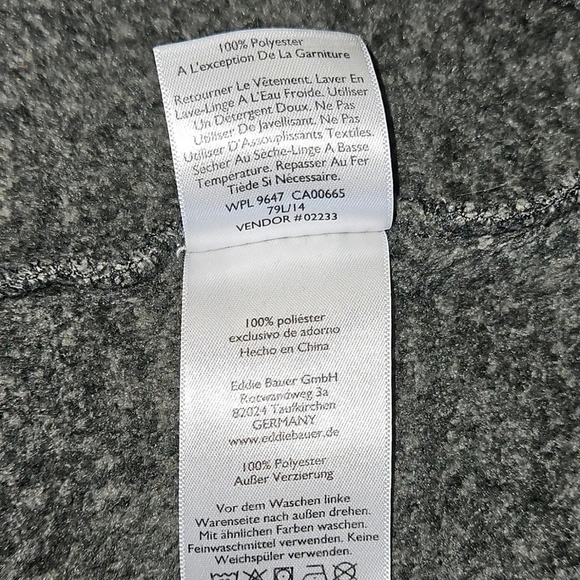 100% Polyester
A L'exception De La Garniture
Retourner Le Vêtement. Laver En
Lave-Linge A L'Eau Froide. Utiliser
Un Détergent Doux. Ne Pas
Utiliser De Javellisant. Ne Pas
Utiliser D'Assouplissants Textiles.
Sécher Au Sèche-Linge A Basse
Température. Repasser Au Fer
Tiède Si Nécessaire.
WPL 9647 CA00665
79L/14
VENDOR #02233
100% poliéster
exclusivo de adorno
Hecho en China
Eddie Bauer GmbH
Rotwandweg 3a
82024 Taufkirchen
GERMANY
www.eddiebauer.de
100% Polyester
Außer Verzierung
Vor dem Waschen linke
Warenseite nach außen drehen.
Mit ähnlichen Farben waschen.
Feinwaschmittel verwenden. Keine
Weichspüler verwenden.